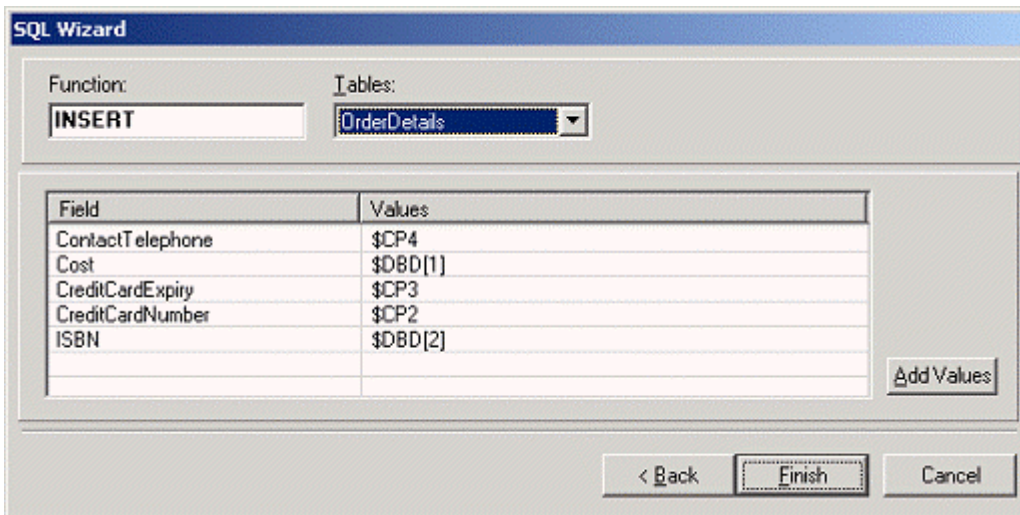 SQL Wizard
Function: Tables:
INSERT OrderDetails
Field Values
ContactTelephone $CP4
Cost $DBD[1]
CreditCardExpiry $CP3
CreditCardNumber $CP2
ISBN $DBD[2]
Add Values
< Back Finish Cancel